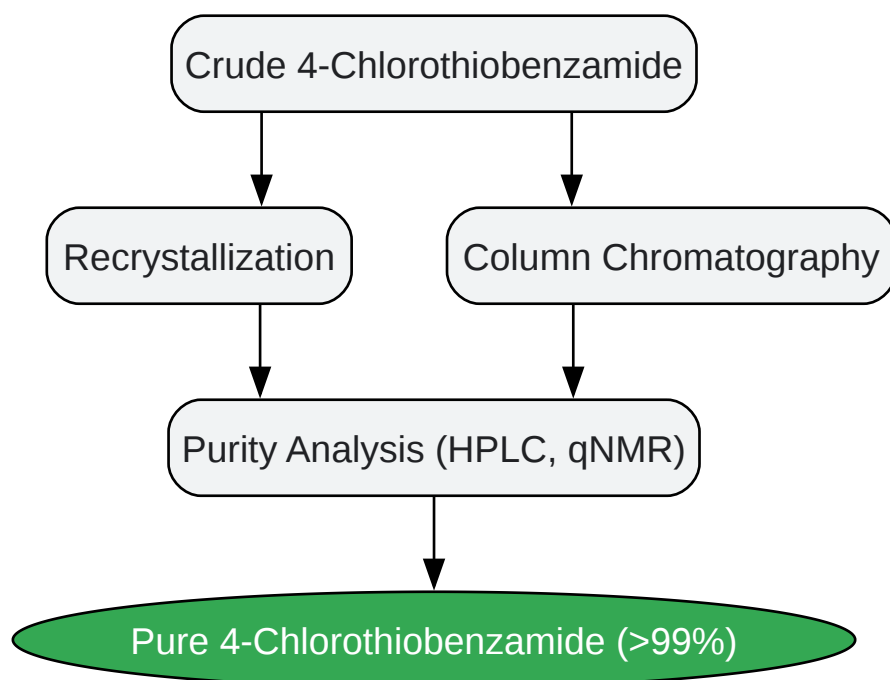 Crude 4-Chlorothiobenzamide
Recrystallization
Column Chromatography
Purity Analysis (HPLC, qNMR)
Pure 4-Chlorothiobenzamide (>99%)